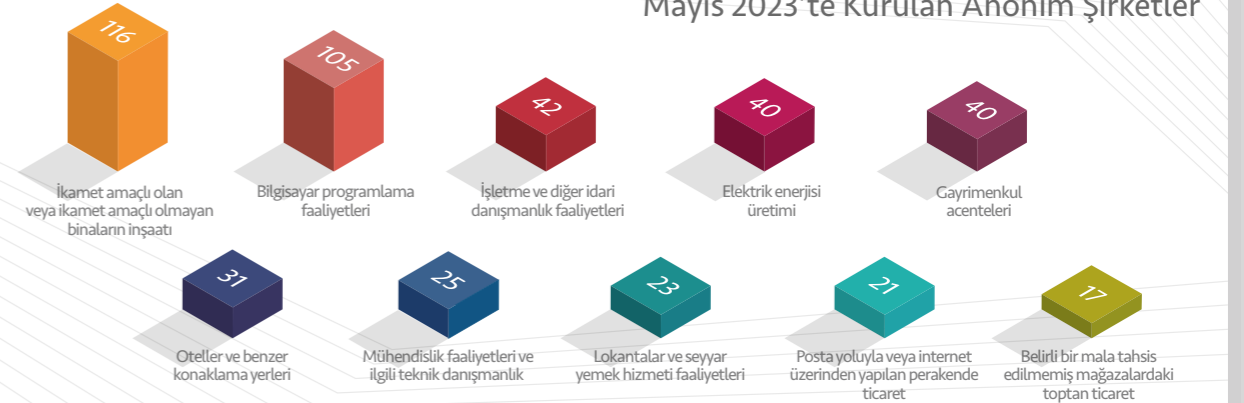 Mayıs 2023'te Kurulan Anonim Şirketler
116
İkamet amaçlı olan
veya ikamet amaçlı olmayan
binaların inşaatı
105
Bilgisayar programlama
faaliyetleri
42
İşletme ve diğer idari
danışmanlık faaliyetleri
40
Elektrik enerjisi
üretimi
40
Gayrimenkul
acenteleri
31
Oteller ve benzer
konaklama yerleri
25
Mühendislik faaliyetleri ve
ilgili teknik danışmanlık
23
Lokantalar ve seyyar
yemek hizmeti faaliyetleri
21
Posta yoluyla veya internet
üzerinden yapılan perakende
ticaret
17
Belirli bir mala tahsis
edilmemiş mağazalardaki
toptan ticaret